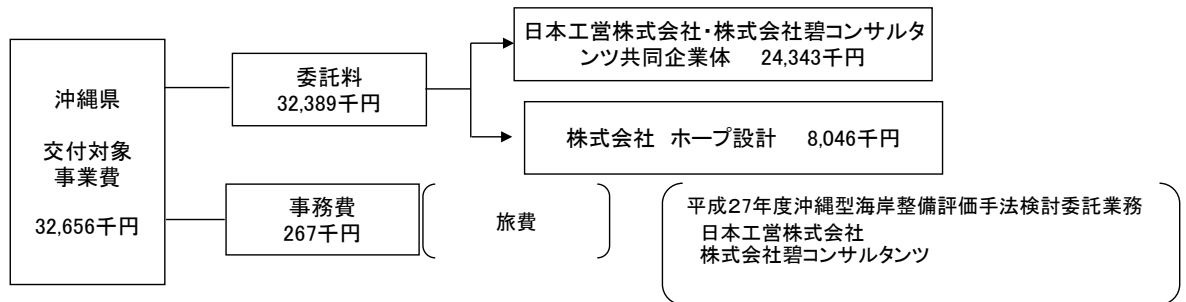 沖縄県
交付対象
事業費
32,656千円
委託料
32,389千円
日本工営株式会社・株式会社碧コンサルタ
ンツ共同企業体 24,343千円
株式会社 ホープ設計 8,046千円
事務費
267千円
旅費
平成27年度沖縄型海岸整備評価手法検討委託業務
日本工営株式会社
株式会社碧コンサルタンツ